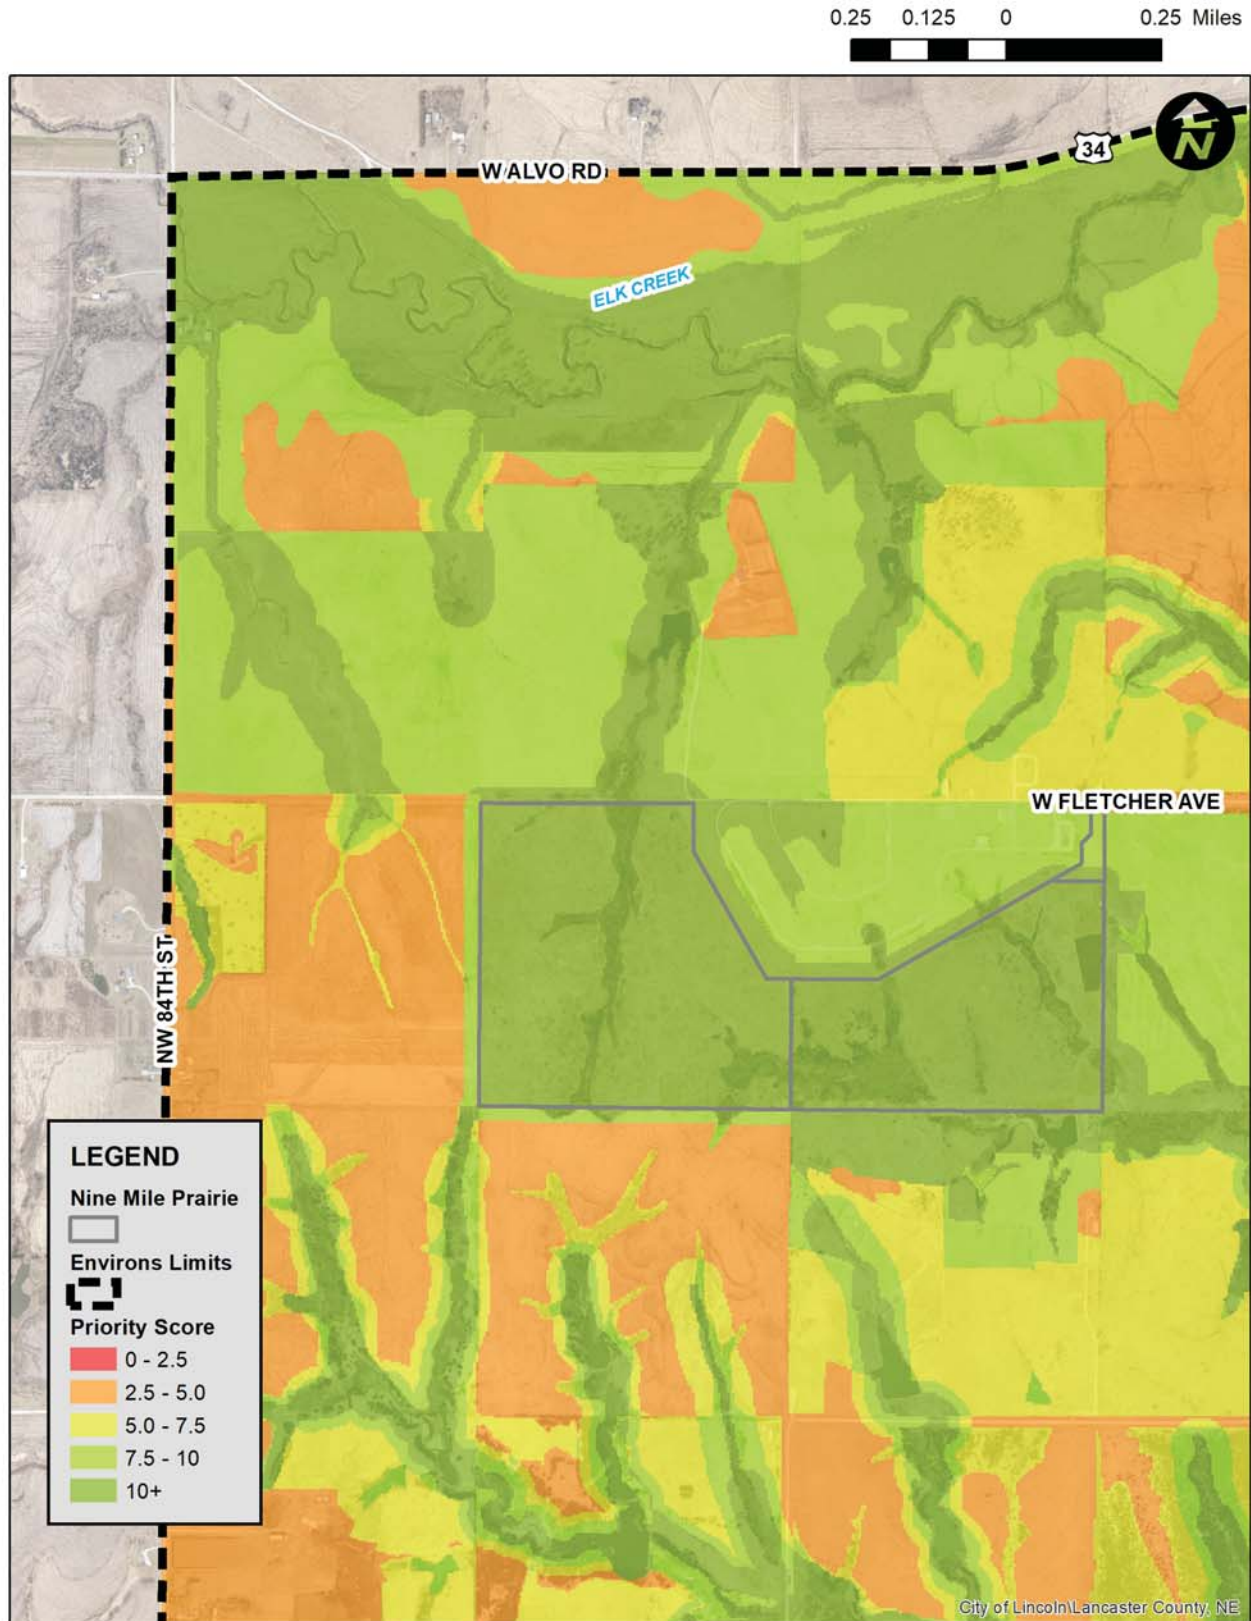 0.25 0.125 0 0.25 Miles
N
34
W ALVO RD
ELK CREEK
W FLETCHER AVE
NW 84TH ST
LEGEND
Nine Mile Prairie
Environs Limits
Priority Score
0 - 2.5
2.5 - 5.0
5.0 - 7.5
7.5 - 10
10+
City of Lincoln\Lancaster County, NE